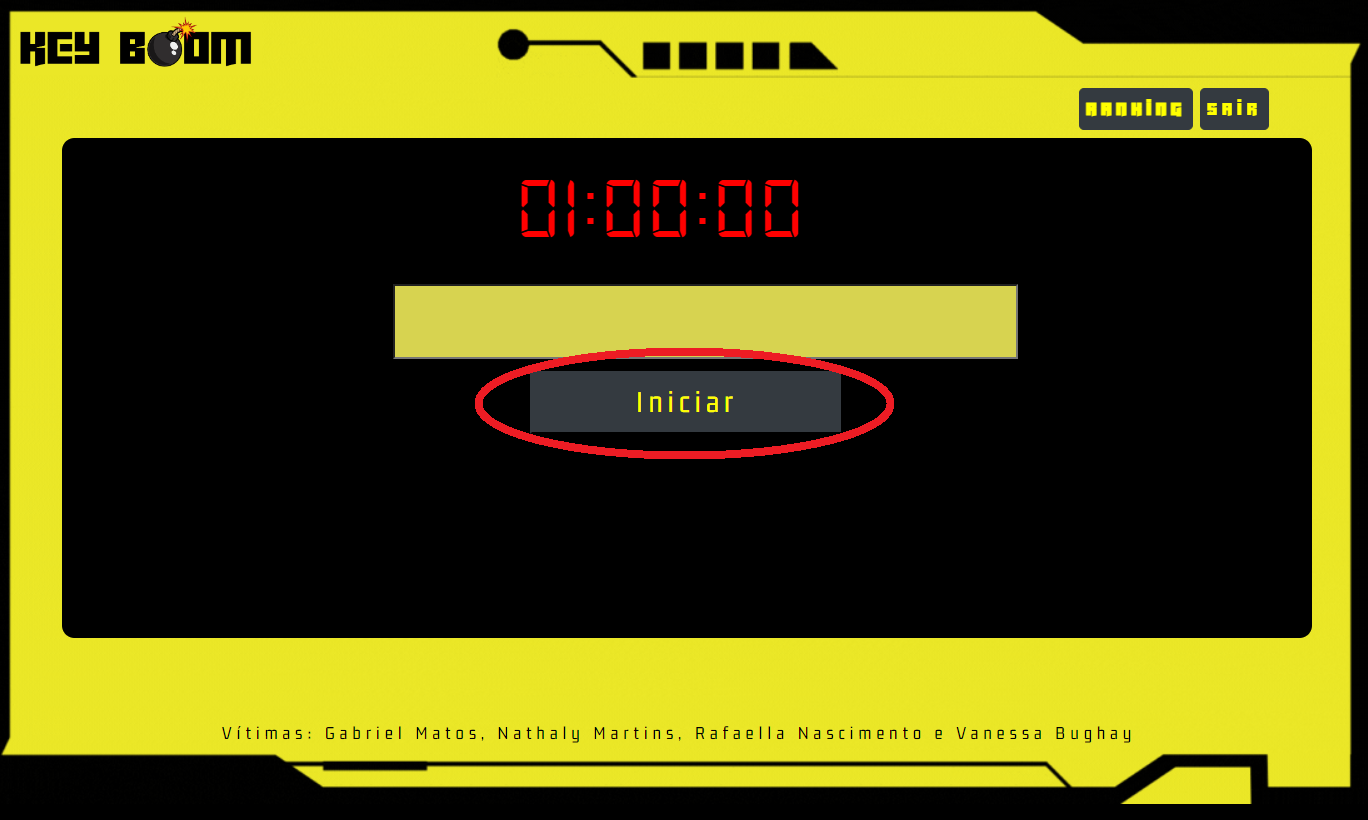 KEY BOOM
RANKING SAIR
01:00:00
Iniciar
Vítimas: Gabriel Matos, Nathaly Martins, Rafaella Nascimento e Vanessa Bughay